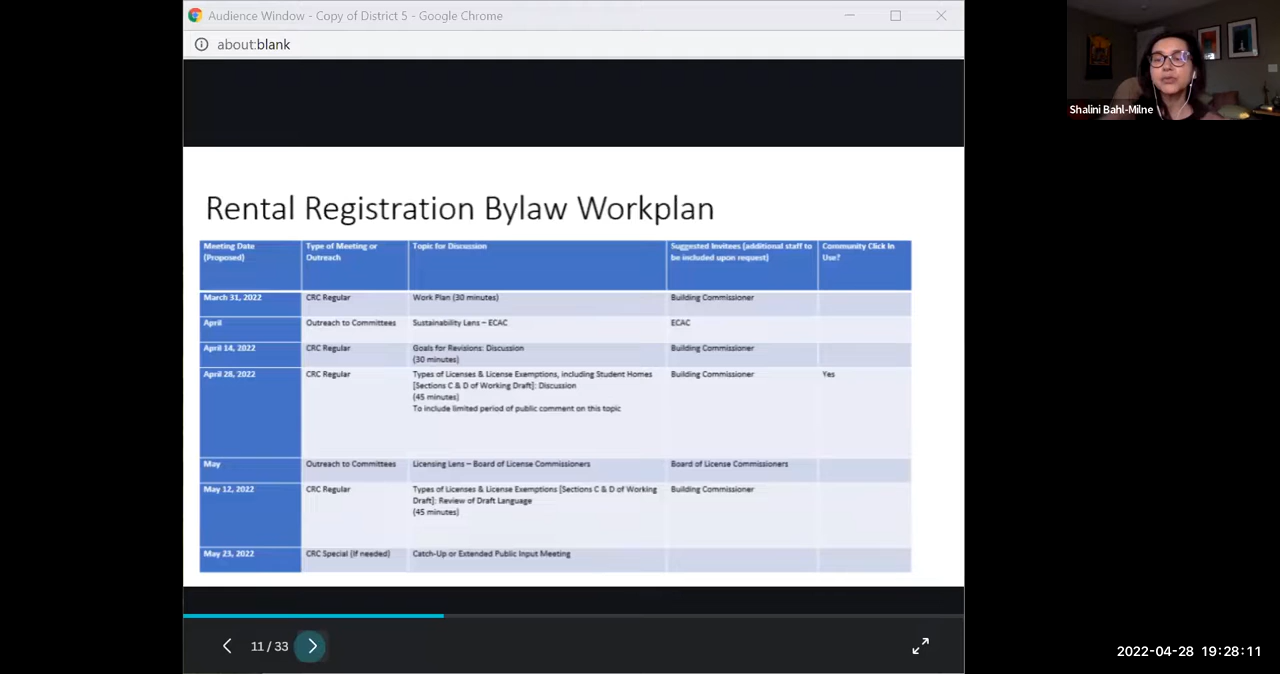 Audience Window - Copy of District 5 - Google Chrome
about:blank
Shalini Bahl-Milne
Rental Registration Bylaw Workplan
Meeting Date (Proposed)
Type of Meeting or Outreach
Topic for Discussion
Suggested Invitees (additional staff to be included upon request)
Community Click In Use?
March 31, 2022
CRC Regular
Work Plan (30 minutes)
Building Commissioner
April
Outreach to Committees
Sustainability Lens – ECAC
ECAC
April 14, 2022
CRC Regular
Goals for Revisions: Discussion
(30 minutes)
Building Commissioner
April 28, 2022
CRC Regular
Types of Licenses & License Exemptions, including Student Homes
[Sections C & D of Working Draft]: Discussion
(45 minutes)
To include limited period of public comment on this topic
Building Commissioner
Yes
May
Outreach to Committees
Licensing Lens – Board of License Commissioners
Board of License Commissioners
May 12, 2022
CRC Regular
Types of Licenses & License Exemptions [Sections C & D of Working
Draft]: Review of Draft Language
(45 minutes)
Building Commissioner
May 23, 2022
CRC Special (if needed)
Catch-Up or Extended Public Input Meeting
11 / 33
2022-04-28 19:28:11